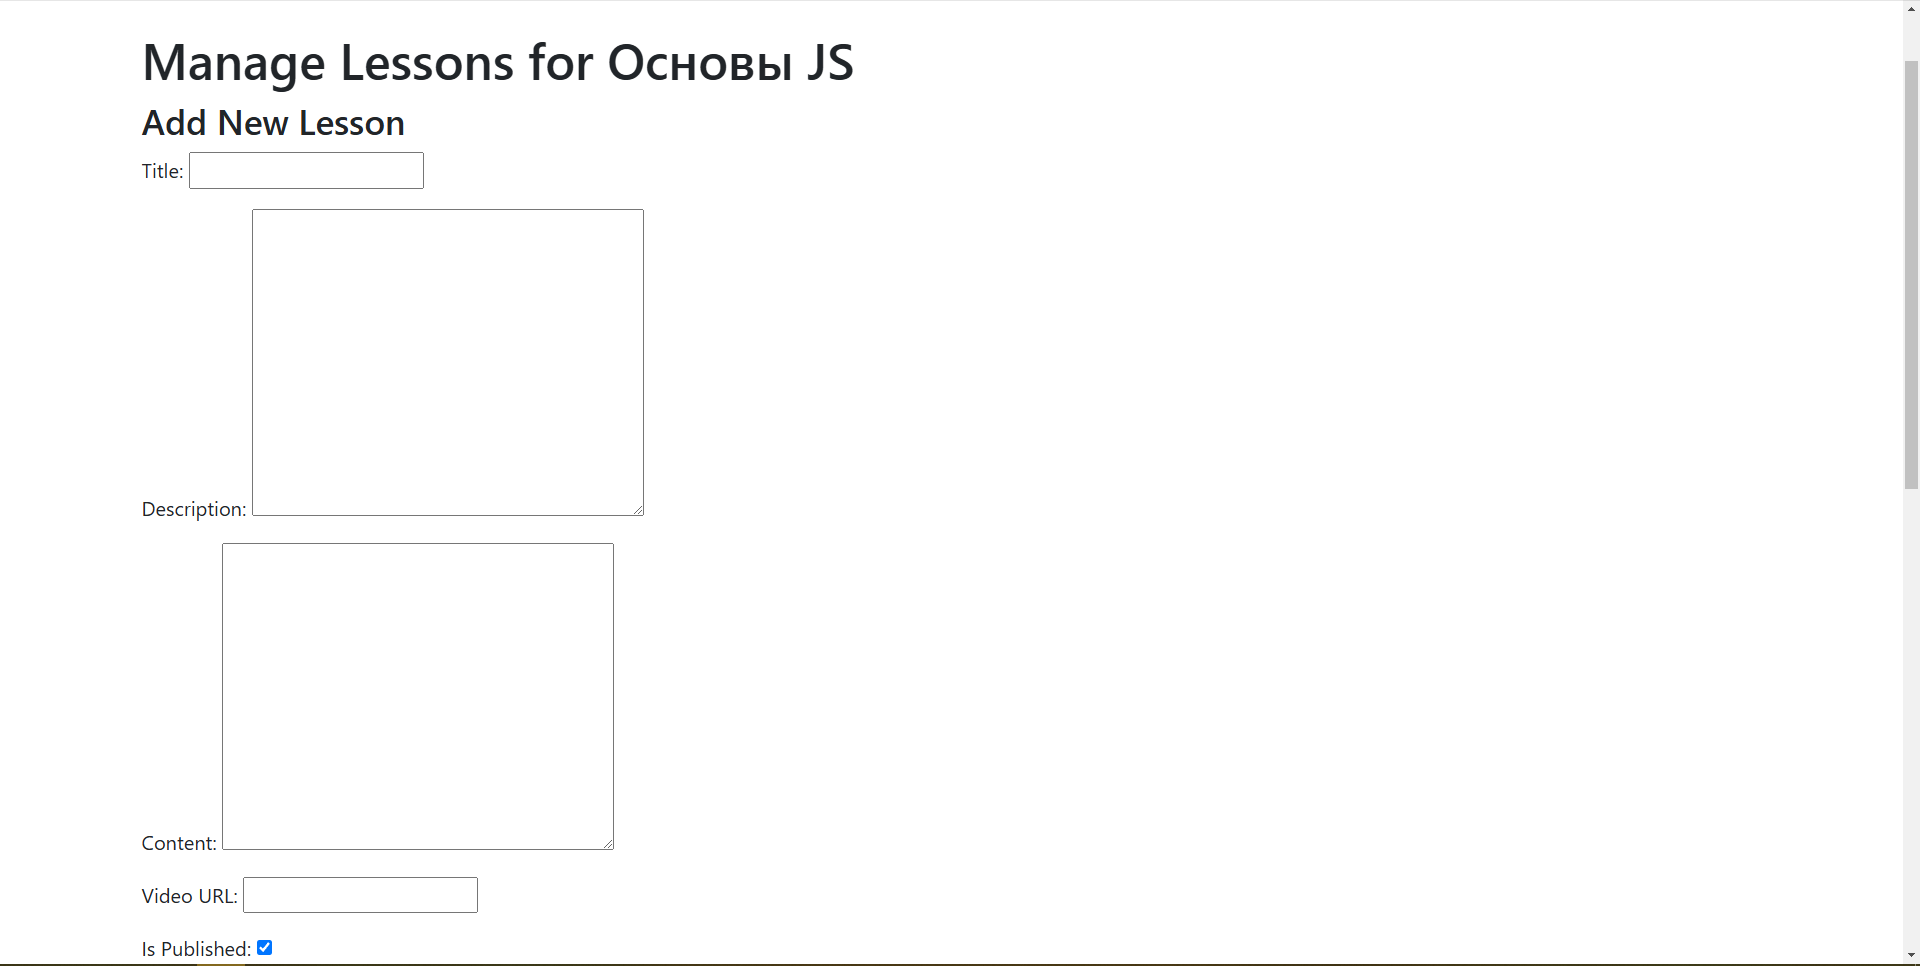 Manage Lessons for Основы JS
Add New Lesson
Title:
Description:
Content:
Video URL:
Is Published: